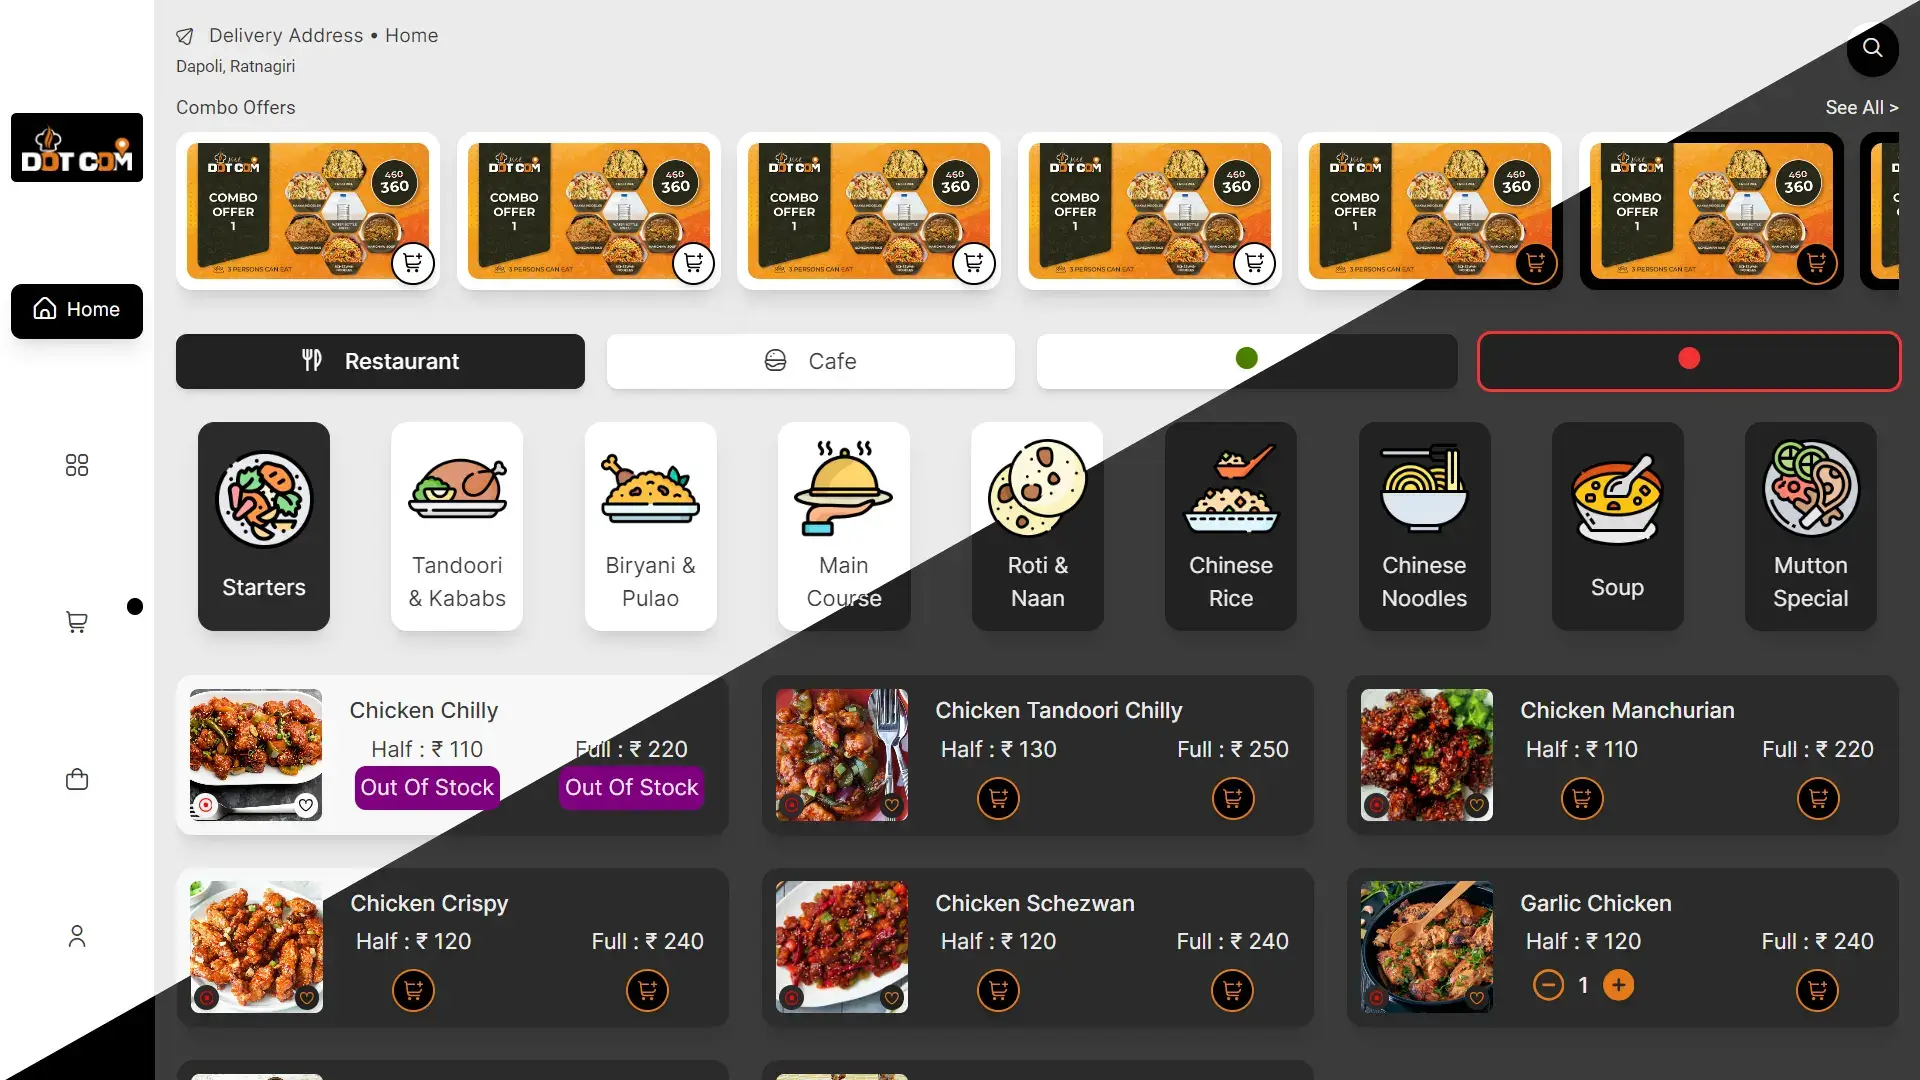 Delivery Address • Home
Dapoli, Ratnagiri
Combo Offers
See All >
DOT COM
DOT COM
COMBO
OFFER
1
460
360
3 PERSONS CAN EAT
DOT COM
COMBO
OFFER
1
460
360
3 PERSONS CAN EAT
DOT COM
COMBO
OFFER
1
460
360
3 PERSONS CAN EAT
DOT COM
COMBO
OFFER
1
460
360
3 PERSONS CAN EAT
DOT COM
COMBO
OFFER
1
460
360
3 PERSONS CAN EAT
DOT COM
COMBO
OFFER
1
460
360
3 PERSONS CAN EAT
Home
Restaurant
Cafe
Starters
Tandoori
& Kababs
Biryani &
Pulao
Main
Course
Roti &
Naan
Chinese
Rice
Chinese
Noodles
Soup
Mutton
Special
Chicken Chilly
Half : ₹ 110
Full : ₹ 220
Out Of Stock
Out Of Stock
Chicken Tandoori Chilly
Half : ₹ 130
Full : ₹ 250
Chicken Manchurian
Half : ₹ 110
Full : ₹ 220
Chicken Crispy
Half : ₹ 120
Full : ₹ 240
Chicken Schezwan
Half : ₹ 120
Full : ₹ 240
Garlic Chicken
Half : ₹ 120
Full : ₹ 240
1